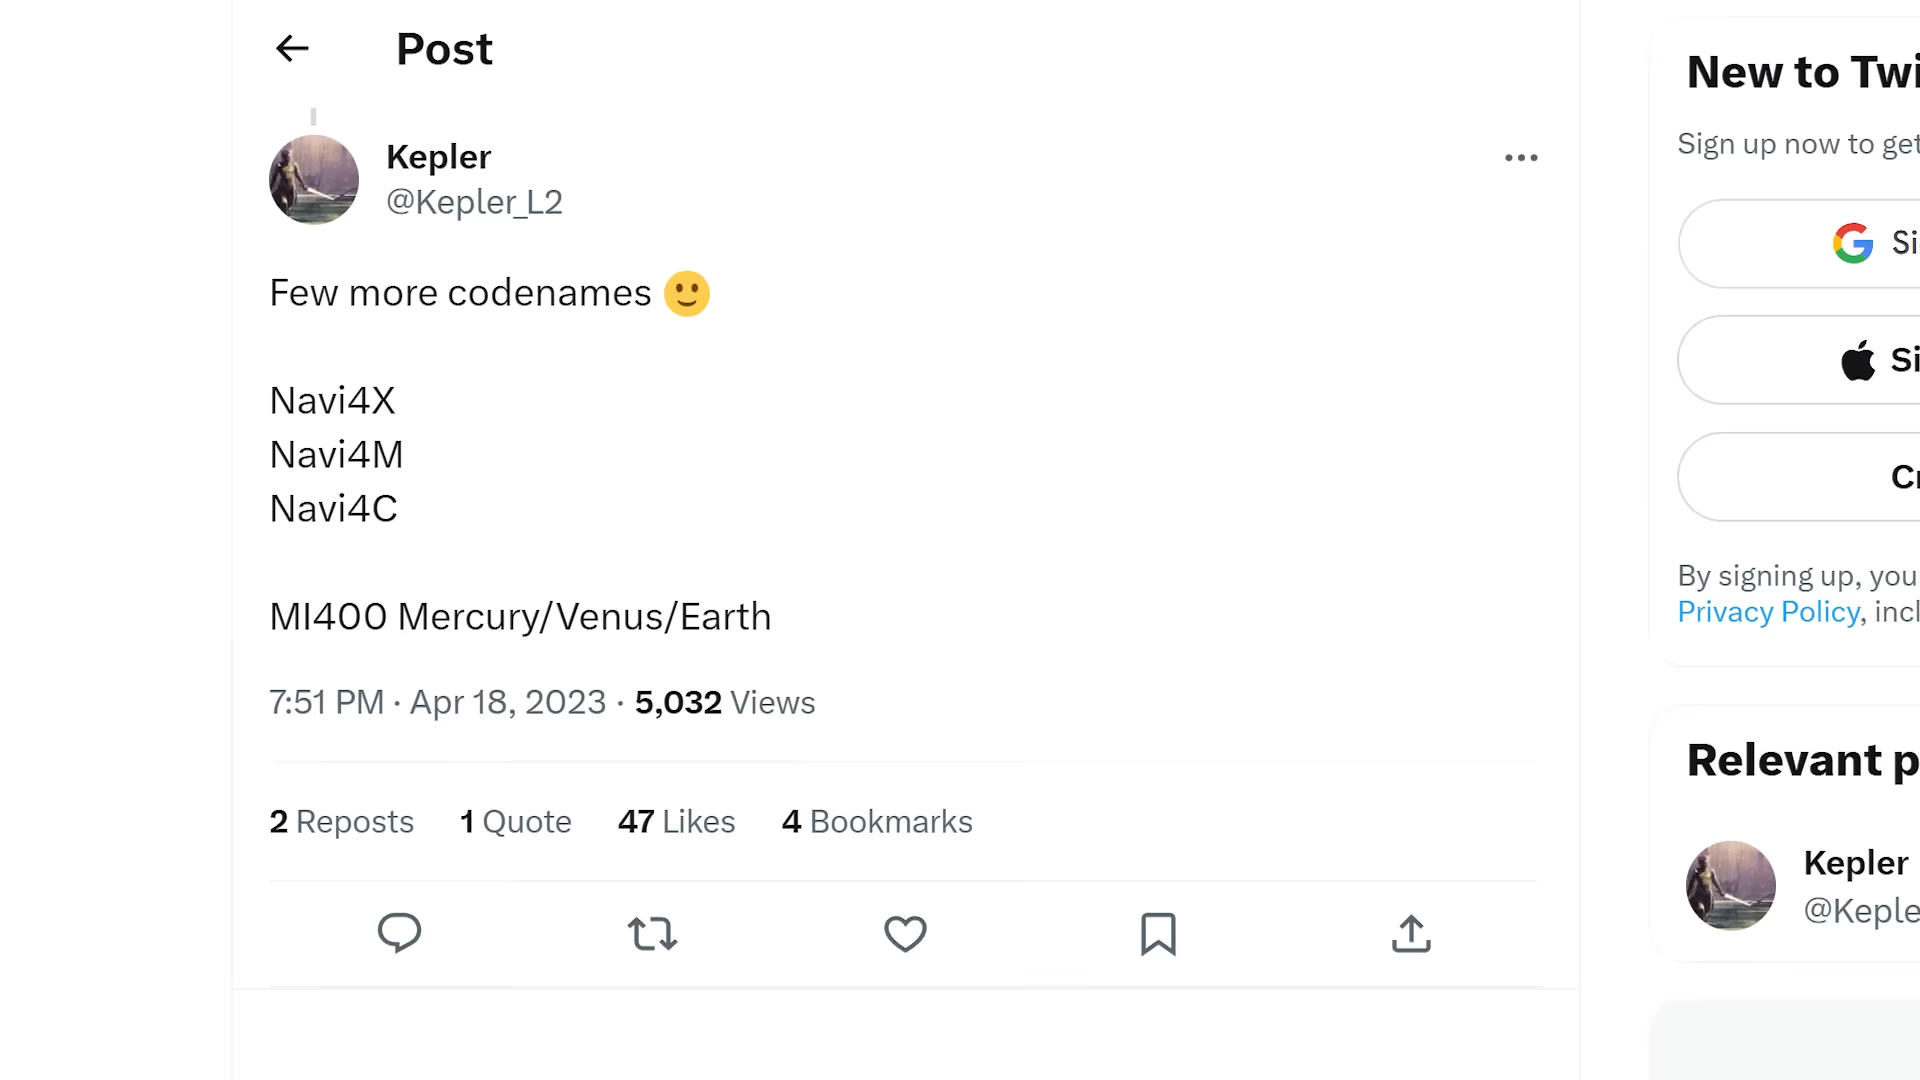 Post
Kepler
@Kepler_L2
Few more codenames 🙂
Navi4X
Navi4M
Navi4C
MI400 Mercury/Venus/Earth
7:51 PM · Apr 18, 2023 · 5,032 Views
2 Reposts 1 Quote 47 Likes 4 Bookmarks
New to Twi
Sign up now to get
Si
Si
Cr
By signing up, you
Privacy Policy, incl
Relevant p
Kepler
@Keple